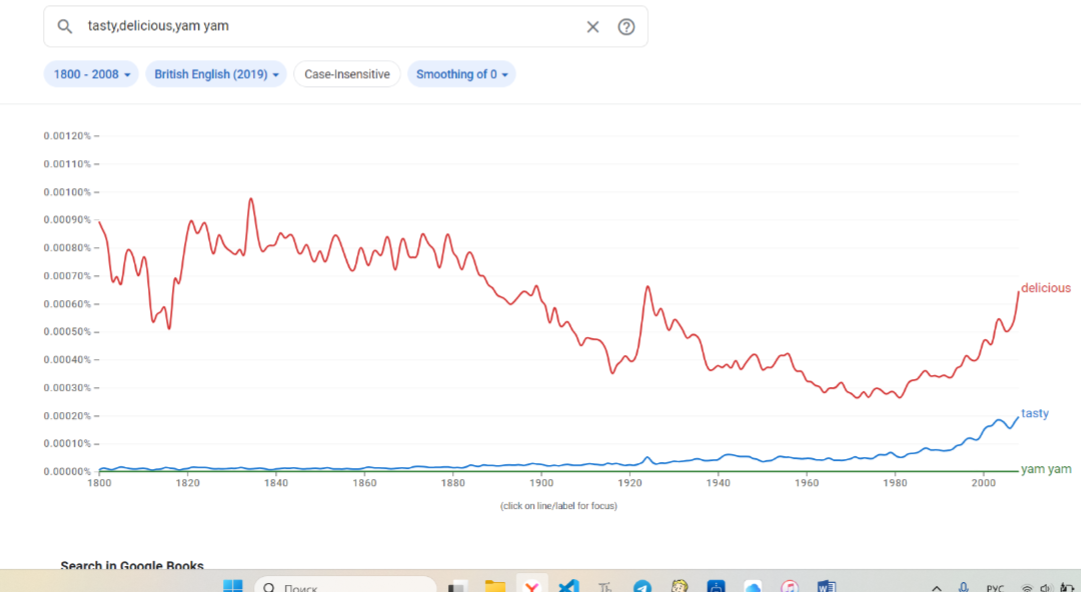 tasty,delicious,yam yam
1800 - 2008 British English (2019) Case-Insensitive Smoothing of 0
0.00120%
0.00110%
0.00100%
0.00090%
0.00080%
0.00070%
0.00060%
0.00050%
0.00040%
0.00030%
0.00020%
0.00010%
0.00000%
delicious
tasty
yam yam
1800 1820 1840 1860 1880 1900 1920 1940 1960 1980 2000
(click on line/label for focus)
Search in Google Books
Поиск РУС